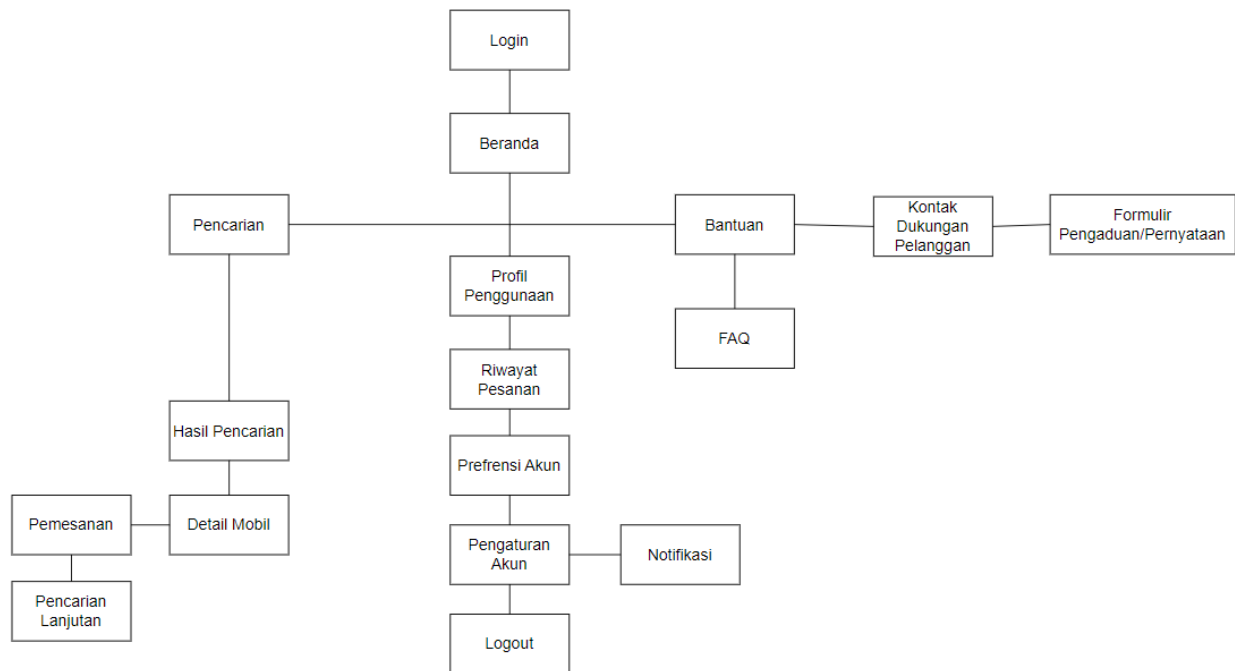 Login
Beranda
Pencarian
Bantuan
Kontak
Dukungan
Pelanggan
Formulir
Pengaduan/Pernyataan
Profil
Penggunaan
FAQ
Riwayat
Pesanan
Hasil Pencarian
Prefrensi Akun
Pemesanan
Detail Mobil
Pengaturan
Akun
Notifikasi
Pencarian
Lanjutan
Logout